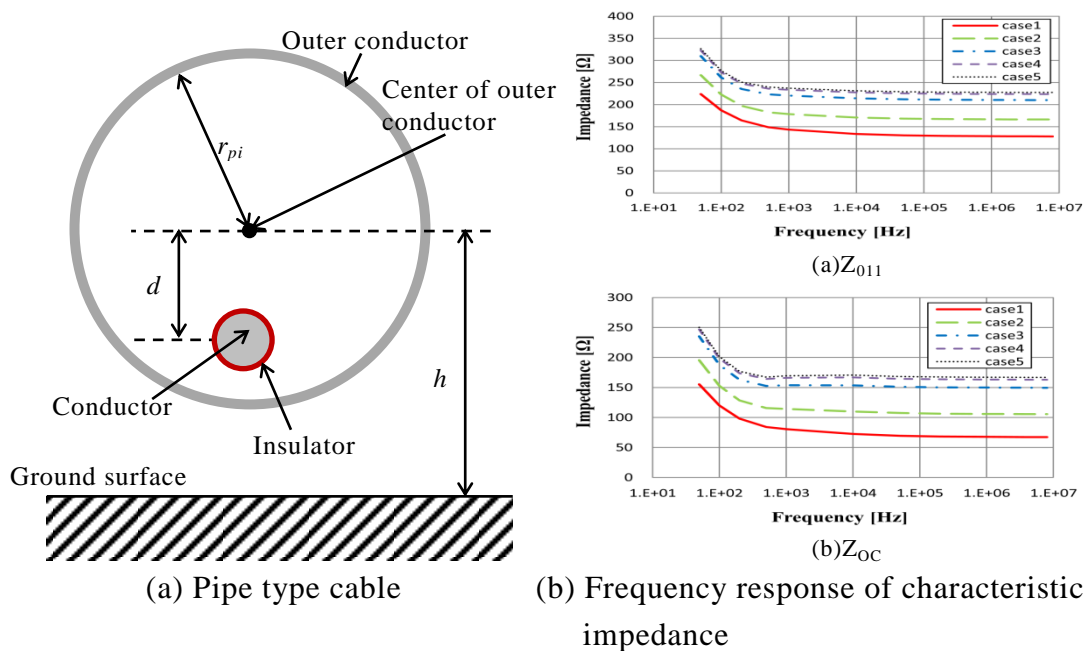 Outer conductor
Center of outer
conductor
r_pi
d
h
Conductor
Insulator
Ground surface
(a) Pipe type cable
400
350
300
250
200
150
100
50
0
Impedance [Ω]
case1
case2
case3
case4
case5
1.E+01 1.E+02 1.E+03 1.E+04 1.E+05 1.E+06 1.E+07
Frequency [Hz]
(a)Z011
300
250
200
150
100
50
0
Impedance [Ω]
case1
case2
case3
case4
case5
1.E+01 1.E+02 1.E+03 1.E+04 1.E+05 1.E+06 1.E+07
Frequency [Hz]
(b)ZOC
(b) Frequency response of characteristic
impedance